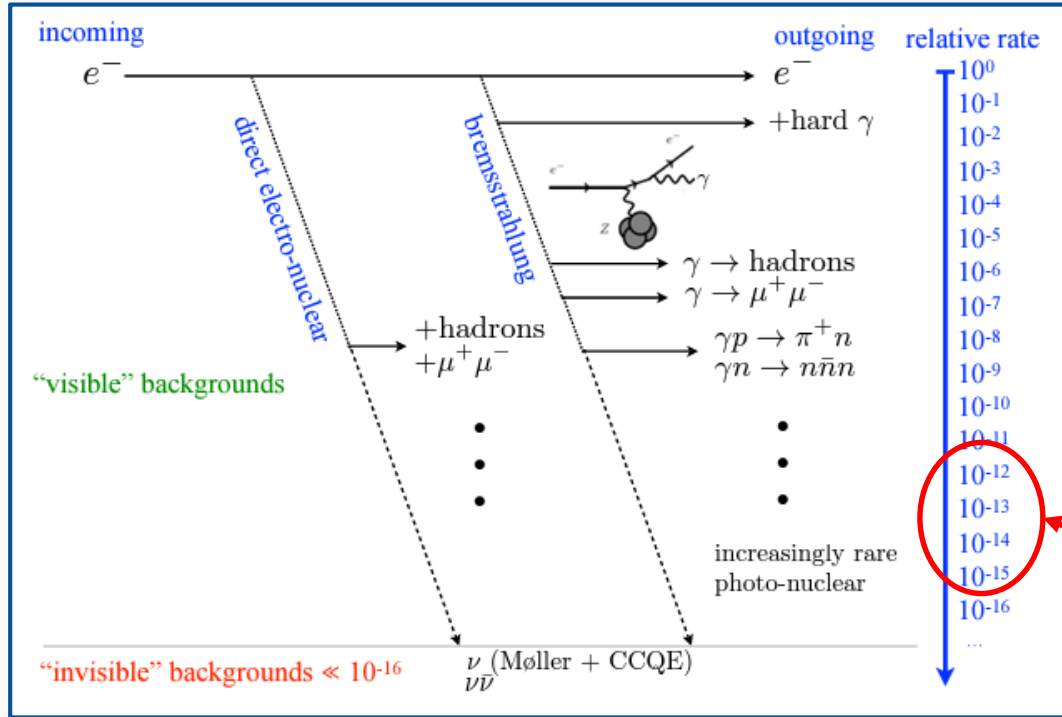 incoming
outgoing
relative rate
e⁻
e⁻
+hard γ
direct electro-nuclear
bremsstrahlung
e⁻
e⁻
γ
Z
γ → hadrons
γ → μ⁺μ⁻
+hadrons
+μ⁺μ⁻
γp → π⁺n
γn → nn̄n
"visible" backgrounds
increasingly rare
photo-nuclear
"invisible" backgrounds ≪ 10⁻¹⁶
ν (Møller + CCQE)
νν̄
10⁰
10⁻¹
10⁻²
10⁻³
10⁻⁴
10⁻⁵
10⁻⁶
10⁻⁷
10⁻⁸
10⁻⁹
10⁻¹⁰
10⁻¹¹
10⁻¹²
10⁻¹³
10⁻¹⁴
10⁻¹⁵
10⁻¹⁶
...